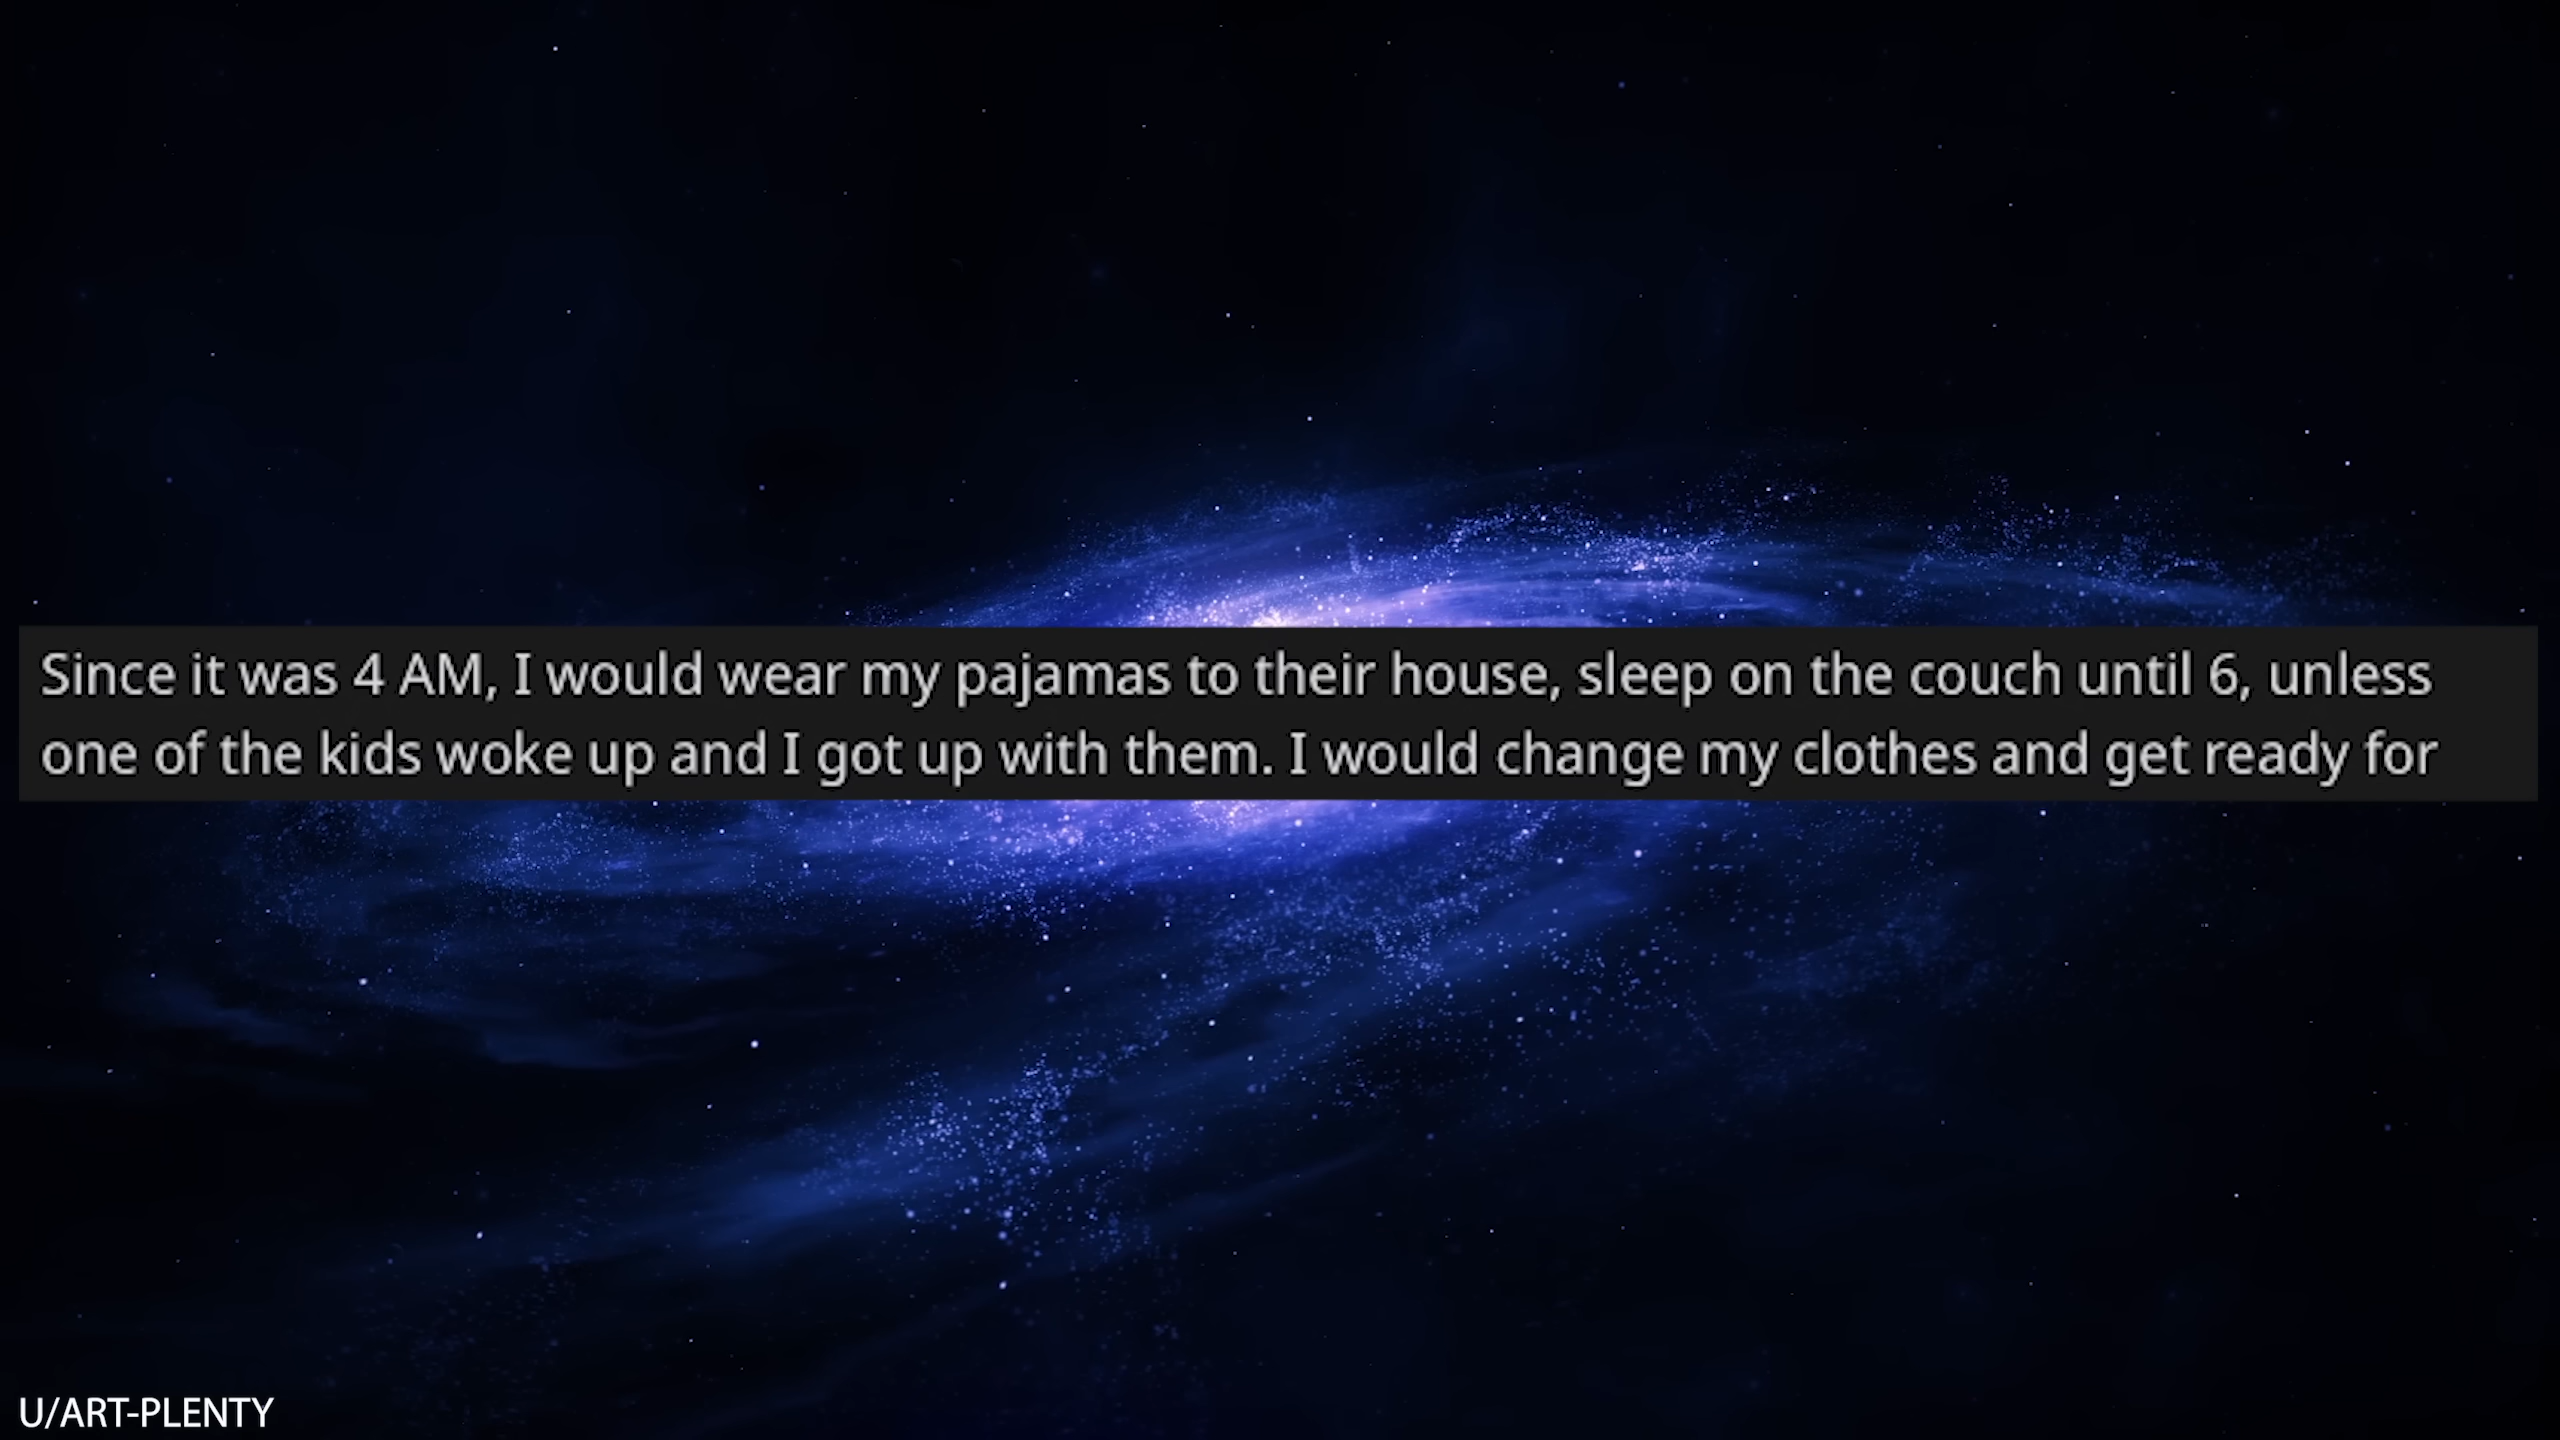 Since it was 4 AM, I would wear my pajamas to their house, sleep on the couch until 6, unless
one of the kids woke up and I got up with them. I would change my clothes and get ready for
U/ART-PLENTY